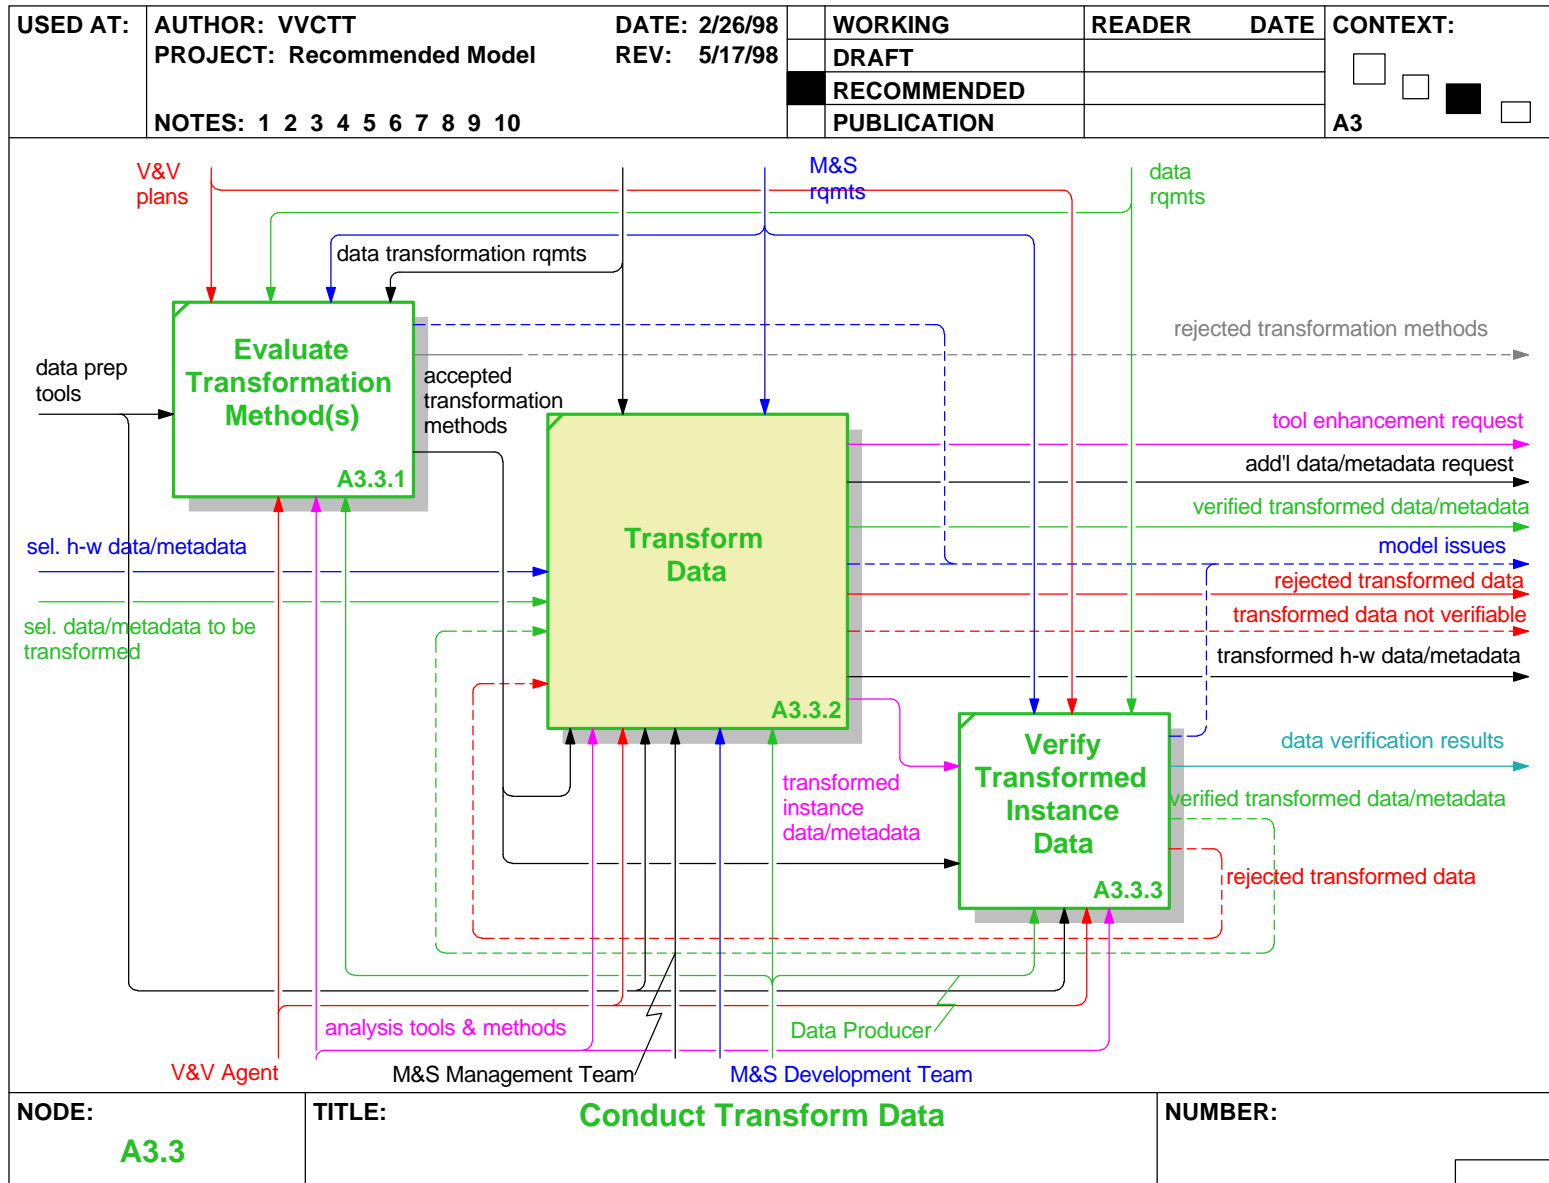 USED AT:
AUTHOR: VVCTT
DATE: 2/26/98
PROJECT: Recommended Model
REV: 5/17/98
NOTES: 1 2 3 4 5 6 7 8 9 10
WORKING
DRAFT
RECOMMENDED
PUBLICATION
READER DATE
CONTEXT:
A3
V&V
plans
M&S
rqmts
data
rqmts
data transformation rqmts
Evaluate
Transformation
Method(s)
A3.3.1
data prep
tools
accepted
transformation
methods
rejected transformation methods
tool enhancement request
add'l data/metadata request
verified transformed data/metadata
model issues
rejected transformed data
transformed data not verifiable
transformed h-w data/metadata
sel. h-w data/metadata
sel. data/metadata to be
transformed
Transform
Data
A3.3.2
transformed
instance
data/metadata
Verify
Transformed
Instance
Data
A3.3.3
data verification results
verified transformed data/metadata
rejected transformed data
analysis tools & methods
Data Producer
V&V Agent
M&S Management Team
M&S Development Team
NODE:
A3.3
TITLE:
Conduct Transform Data
NUMBER: